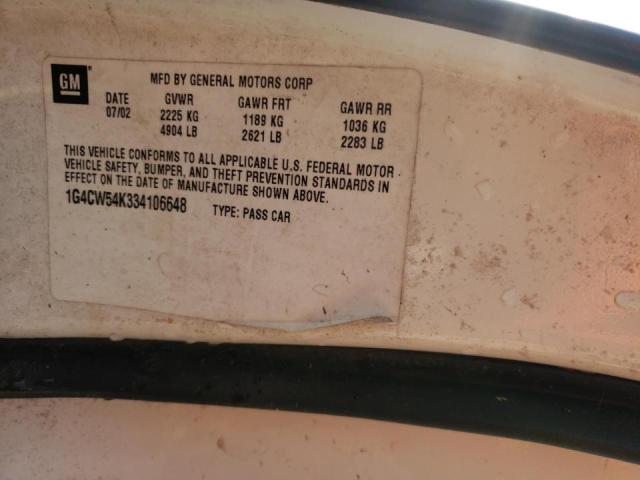 GM
MFD BY GENERAL MOTORS CORP
DATE GVWR GAWR FRT GAWR RR
07/02 2225 KG 1189 KG 1036 KG
4904 LB 2621 LB 2283 LB
THIS VEHICLE CONFORMS TO ALL APPLICABLE U.S. FEDERAL MOTOR
VEHICLE SAFETY, BUMPER, AND THEFT PREVENTION STANDARDS IN
EFFECT ON THE DATE OF MANUFACTURE SHOWN ABOVE.
1G4CW54K334106648 TYPE: PASS CAR